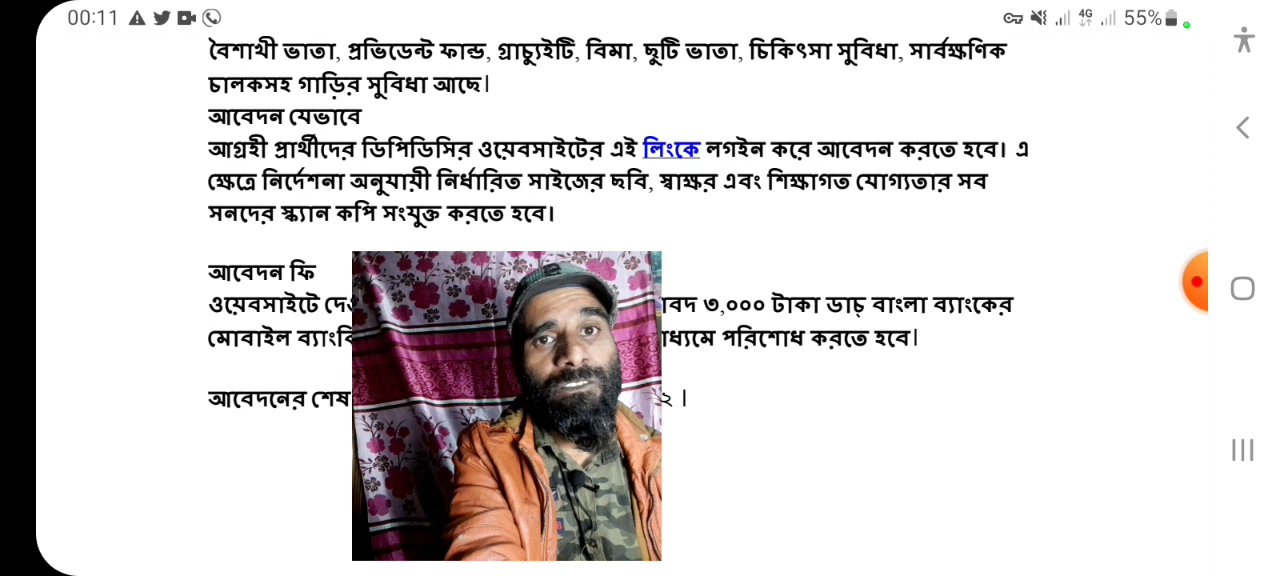 00:11 4G 55%
বৈশাখী ভাতা, প্রভিডেন্ট ফান্ড, গ্রাচ্যুইটি, বিমা, ছুটি ভাতা, চিকিৎসা সুবিধা, সার্বক্ষণিক
চালকসহ গাড়ির সুবিধা আছে।
আবেদন যেভাবে
আগ্রহী প্রার্থীদের ডিপিডিসির ওয়েবসাইটের এই লিংকে লগইন করে আবেদন করতে হবে। এ
ক্ষেত্রে নির্দেশনা অনুযায়ী নির্ধারিত সাইজের ছবি, স্বাক্ষর এবং শিক্ষাগত যোগ্যতার সব
সনদের স্ক্যান কপি সংযুক্ত করতে হবে।
আবেদন ফি
ওয়েবসাইটে ৩,০০০ টাকা ডাচ্ বাংলা ব্যাংকের
মোবাইল পরিশোধ করতে হবে।
আবেদনের শেষ ২ ।